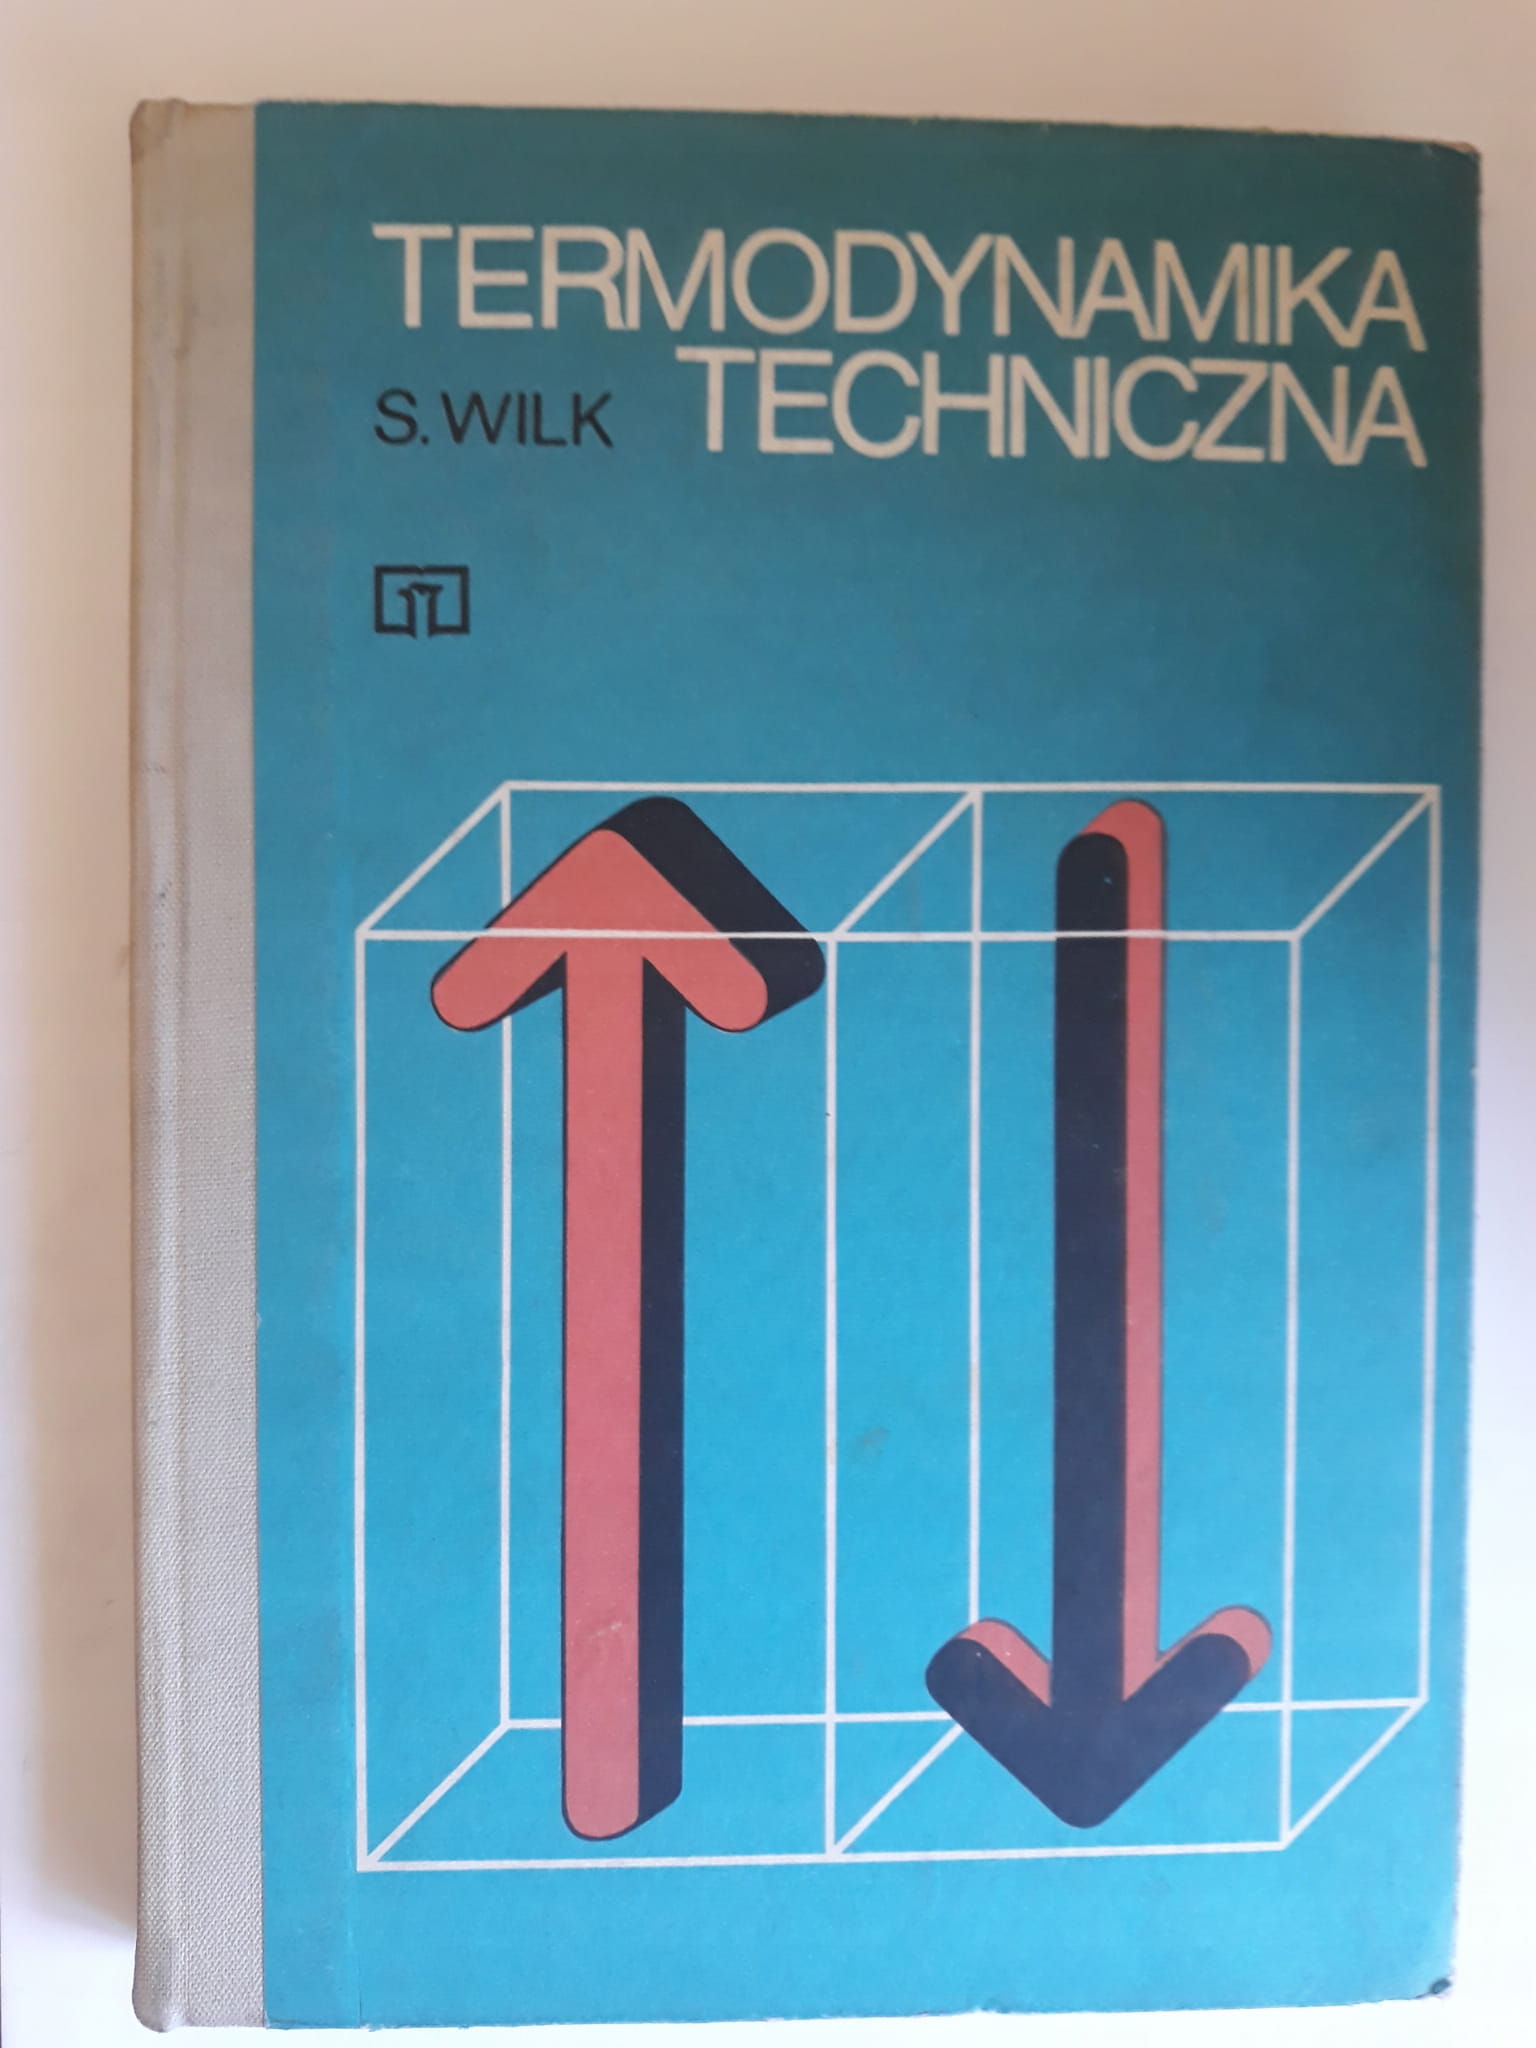 TERMODYNAMIKA
TECHNICZNA
S. WILK